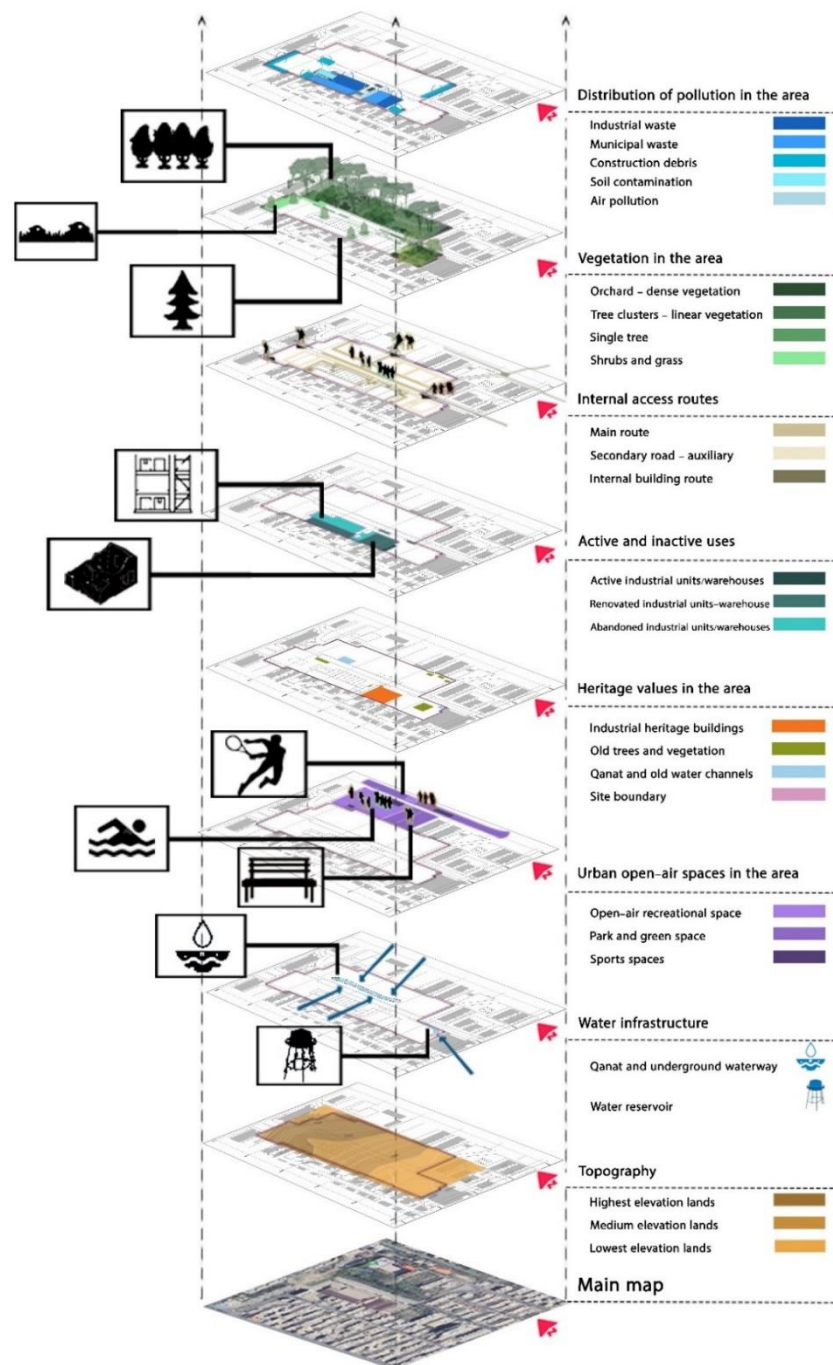 Distribution of pollution in the area
Industrial waste
Municipal waste
Construction debris
Soil contamination
Air pollution
Vegetation in the area
Orchard – dense vegetation
Tree clusters – linear vegetation
Single tree
Shrubs and grass
Internal access routes
Main route
Secondary road – auxiliary
Internal building route
Active and inactive uses
Active industrial units/warehouses
Renovated industrial units–warehouse
Abandoned industrial units/warehouses
Heritage values in the area
Industrial heritage buildings
Old trees and vegetation
Qanat and old water channels
Site boundary
Urban open–air spaces in the area
Open–air recreational space
Park and green space
Sports spaces
Water infrastructure
Qanat and underground waterway
Water reservoir
Topography
Highest elevation lands
Medium elevation lands
Lowest elevation lands
Main map